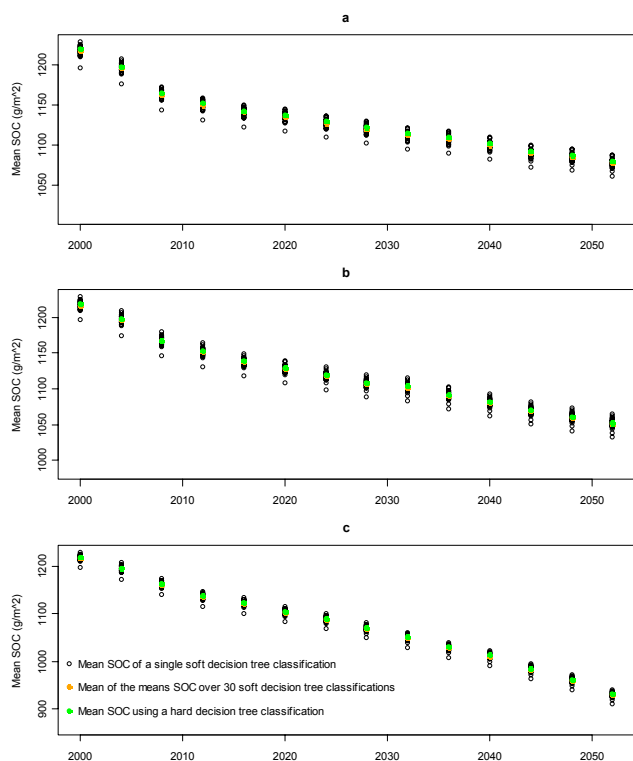 a
Mean SOC (g/m^2)
1200
1150
1100
1050
2000 2010 2020 2030 2040 2050
b
Mean SOC (g/m^2)
1200
1150
1100
1050
1000
2000 2010 2020 2030 2040 2050
c
Mean SOC (g/m^2)
1200
1100
1000
900
Mean SOC of a single soft decision tree classification
Mean of the means SOC over 30 soft decision tree classifications
Mean SOC using a hard decision tree classification
2000 2010 2020 2030 2040 2050